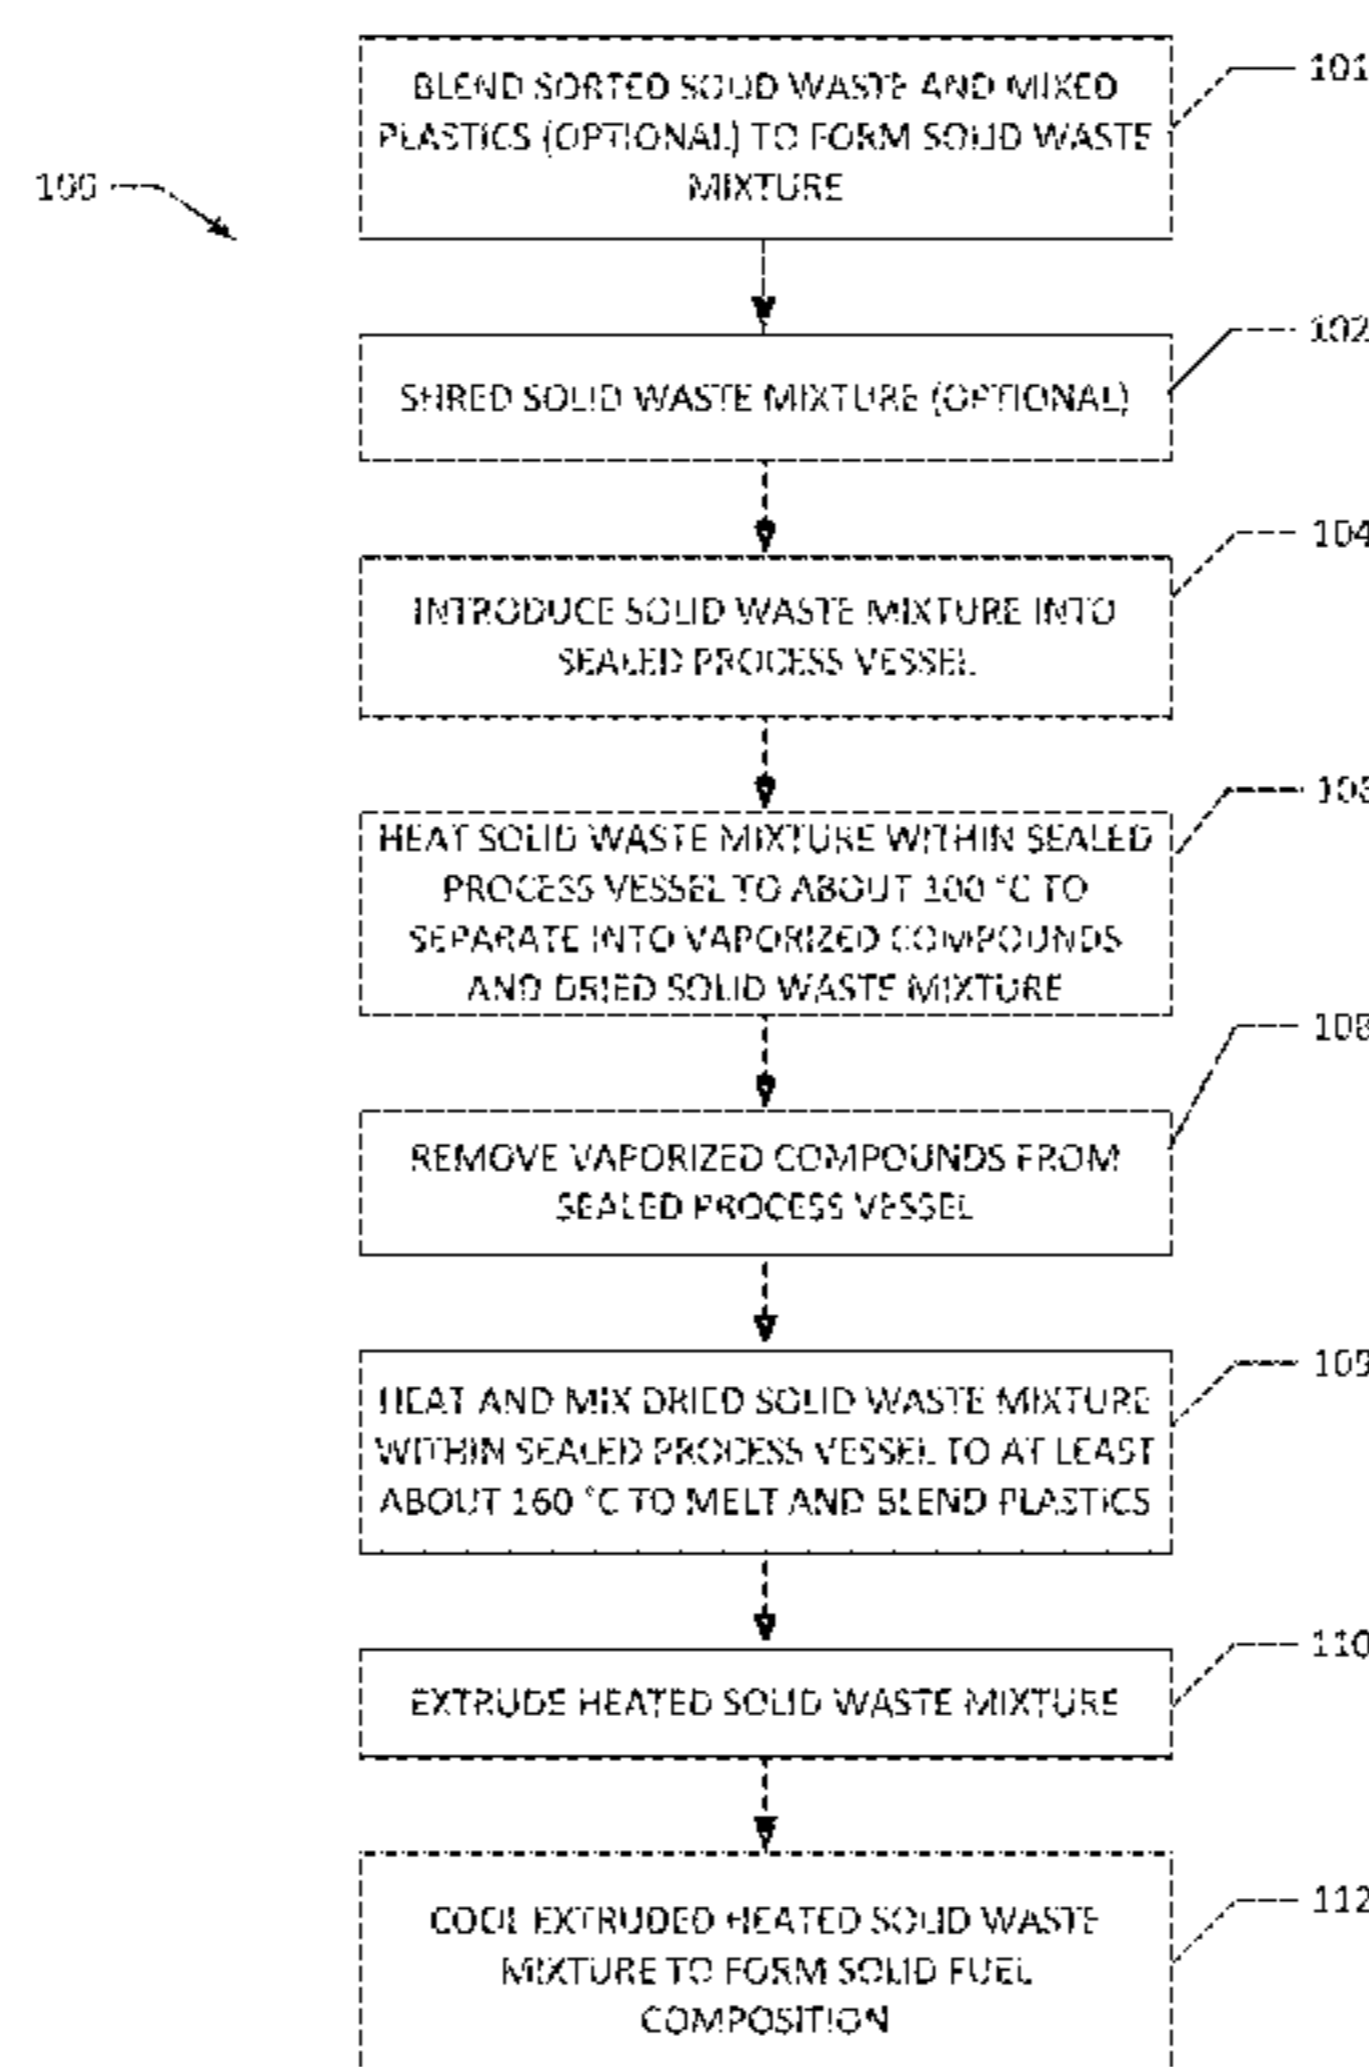 BLEND SORTED SOLID WASTE AND MIXED
PLASTICS (OPTIONAL) TO FORM SOLID WASTE
MIXTURE
101
100
SHRED SOLID WASTE MIXTURE (OPTIONAL)
102
INTRODUCE SOLID WASTE MIXTURE INTO
SEALED PROCESS VESSEL
104
HEAT SOLID WASTE MIXTURE WITHIN SEALED
PROCESS VESSEL TO ABOUT 100 °C TO
SEPARATE INTO VAPORIZED COMPOUNDS
AND DRIED SOLID WASTE MIXTURE
REMOVE VAPORIZED COMPOUNDS FROM
SEALED PROCESS VESSEL
108
HEAT AND MIX DRIED SOLID WASTE MIXTURE
WITHIN SEALED PROCESS VESSEL TO AT LEAST
ABOUT 160 °C TO MELT AND BLEND PLASTICS
109
EXTRUDE HEATED SOLID WASTE MIXTURE
110
COOL EXTRUDED HEATED SOLID WASTE
MIXTURE TO FORM SOLID FUEL
COMPOSITION
112